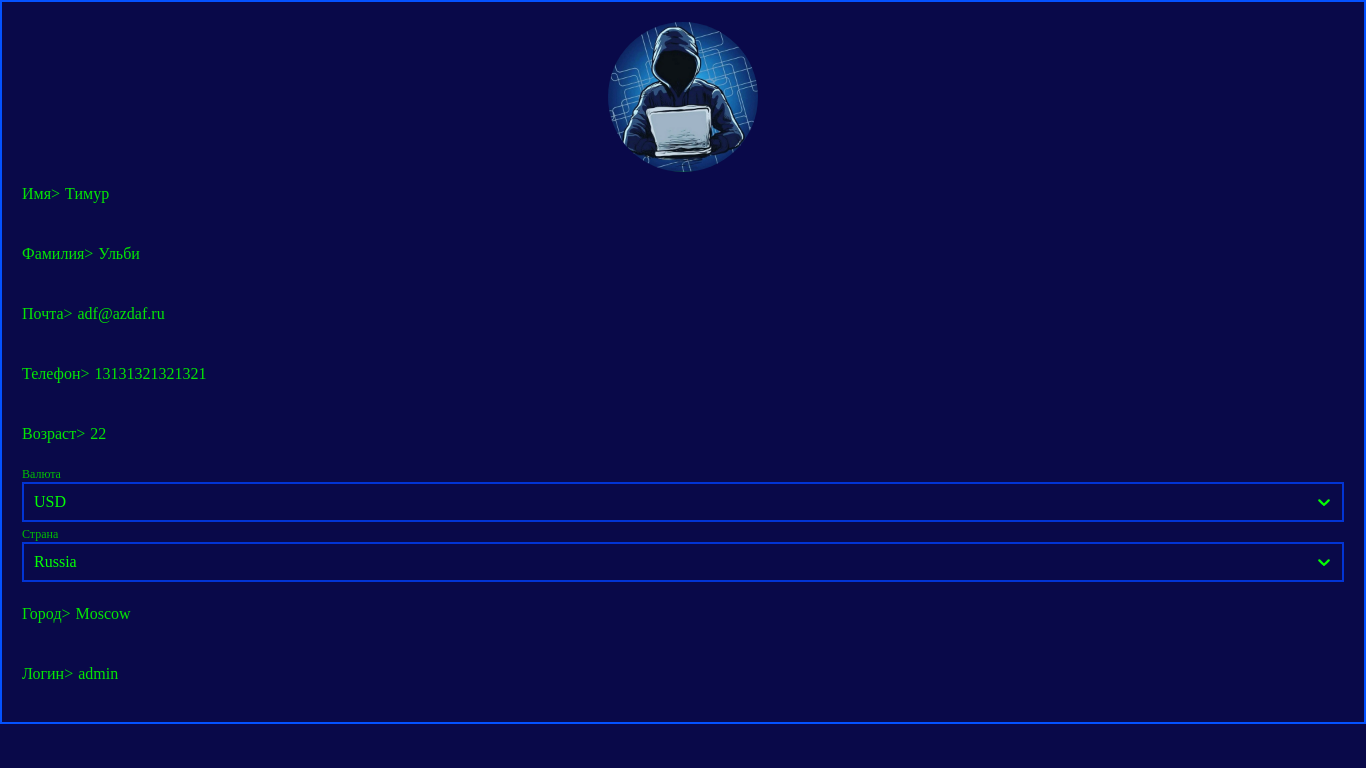 Имя> Тимур
Фамилия> Ульби
Почта> adf@azdaf.ru
Телефон> 13131321321321
Возраст> 22
Валюта
USD
Страна
Russia
Город> Moscow
Логин> admin